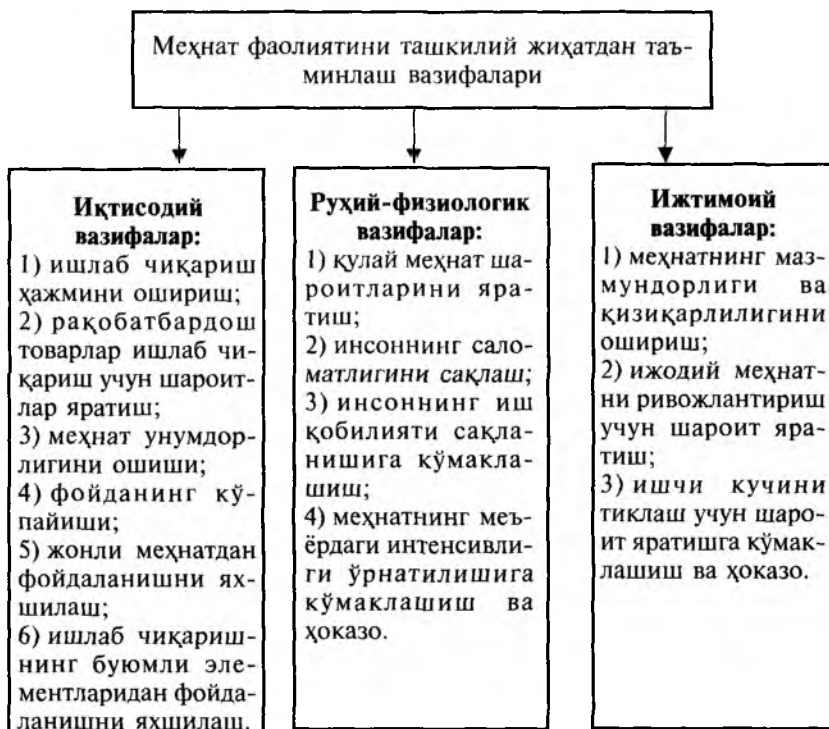 Меҳнат фаолиятини ташкилий жиҳатдан таъ-
минлаш вазифалари
Иқтисодий
вазифалар:
1) ишлаб чиқариш
ҳажмини ошириш;
2) рақобатбардош
товарлар ишлаб чи-
қариш учун шароит-
лар яратиш;
3) меҳнат унумдор-
лигини ошиши;
4) фойданинг кў-
пайиши;
5) жонли меҳнатдан
фойдаланишни ях-
шилаш;
6) ишлаб чиқариш-
нинг буюмли эле-
ментларидан фойда-
ланишни яхшилаш.
Руҳий-физиологик
вазифалар:
1) қулай меҳнат ша-
роитларини яра-
тиш;
2) инсоннинг сало-
матлигини сақлаш;
3) инсоннинг иш
қобилияти сақла-
нишига кўмакла-
шиш;
4) меҳнатнинг меъ-
ёрдаги интенсивли-
ги ўрнатилишига
кўмаклашиш ва
ҳоказо.
Ижтимоий
вазифалар:
1) меҳнатнинг маз-
мундорлиги ва
қизиқарлилигини
ошириш;
2) ижодий меҳнат-
ни ривожлантириш
учун шароит яра-
тиш;
3) ишчи кучини
тиклаш учун шаро-
ит яратишга кўмак-
лашиш ва ҳоказо.